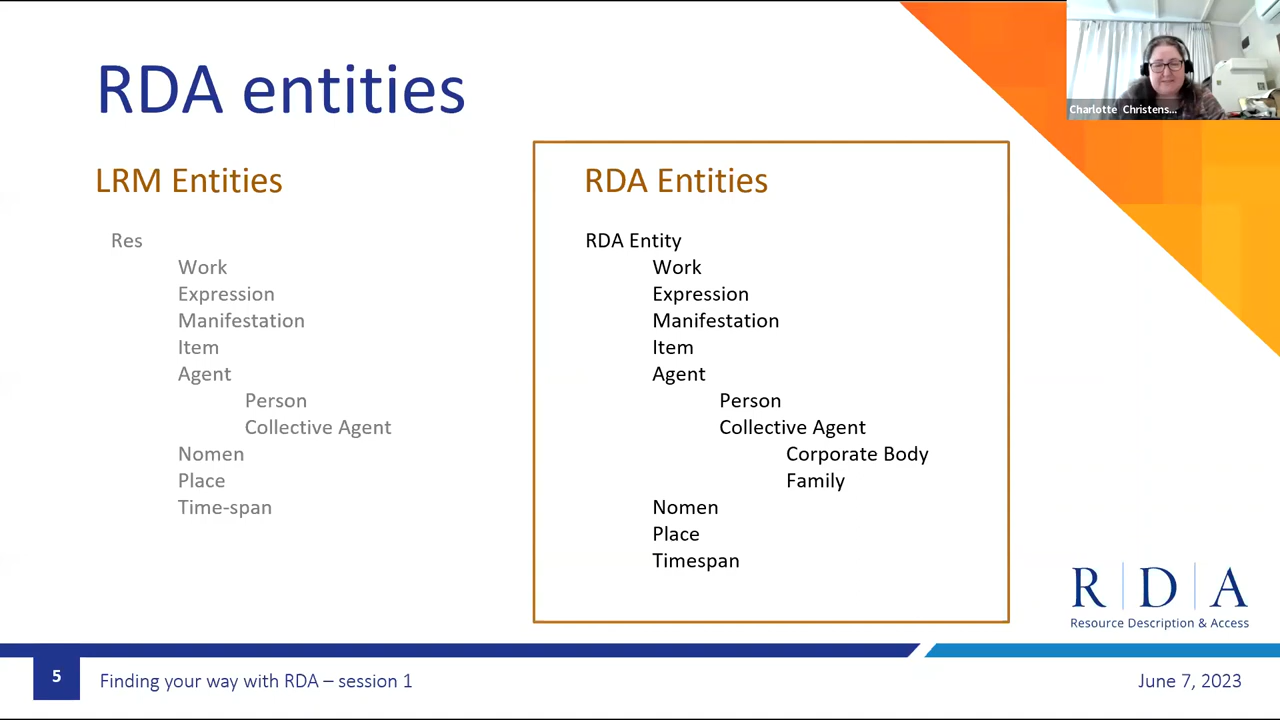 RDA entities
LRM Entities
Res
Work
Expression
Manifestation
Item
Agent
Person
Collective Agent
Nomen
Place
Time-span
RDA Entities
RDA Entity
Work
Expression
Manifestation
Item
Agent
Person
Collective Agent
Corporate Body
Family
Nomen
Place
Timespan
Charlotte Christens...
R|D|A
Resource Description & Access
5
Finding your way with RDA – session 1
June 7, 2023